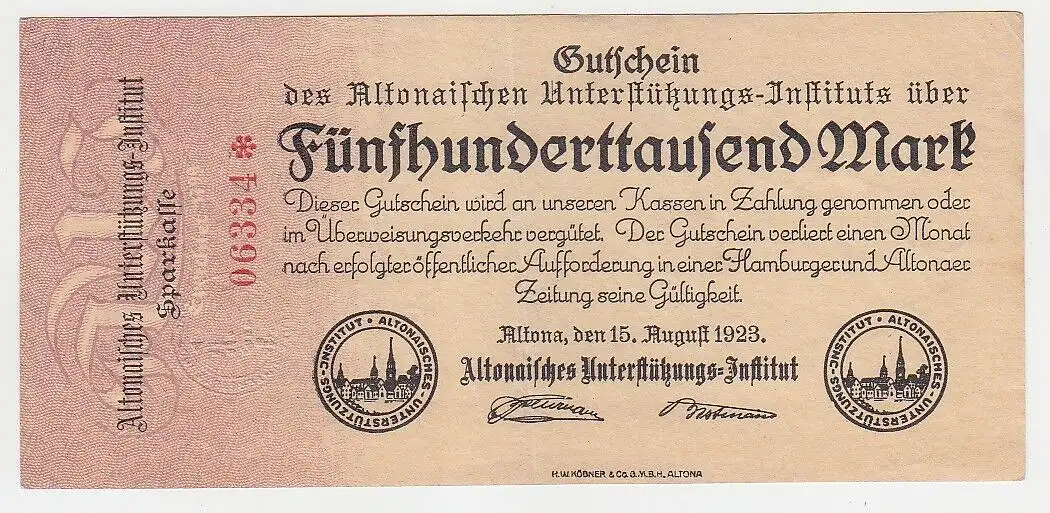 Altonaisches Unterstützungs-Institut
Sparkasse
06334 *
Gutschein
des Altonaischen Unterstützungs-Instituts über
Fünfhunderttausend Mark
Dieser Gutschein wird an unseren Kassen in Zahlung genommen oder
im Überweisungsverkehr vergütet. Der Gutschein verliert einen Monat
nach erfolgter öffentlicher Aufforderung in einer Hamburger und Altonaer
Zeitung seine Gültigkeit.
Altona, den 15. August 1923.
Altonaisches Unterstützungs-Institut
ALTONAISCHES - UNTERSTÜTZUNGS - INSTITUT •
ALTONAISCHES - UNTERSTÜTZUNGS - INSTITUT •
H.W. KÖBNER & Co. G.M.B.H. ALTONA